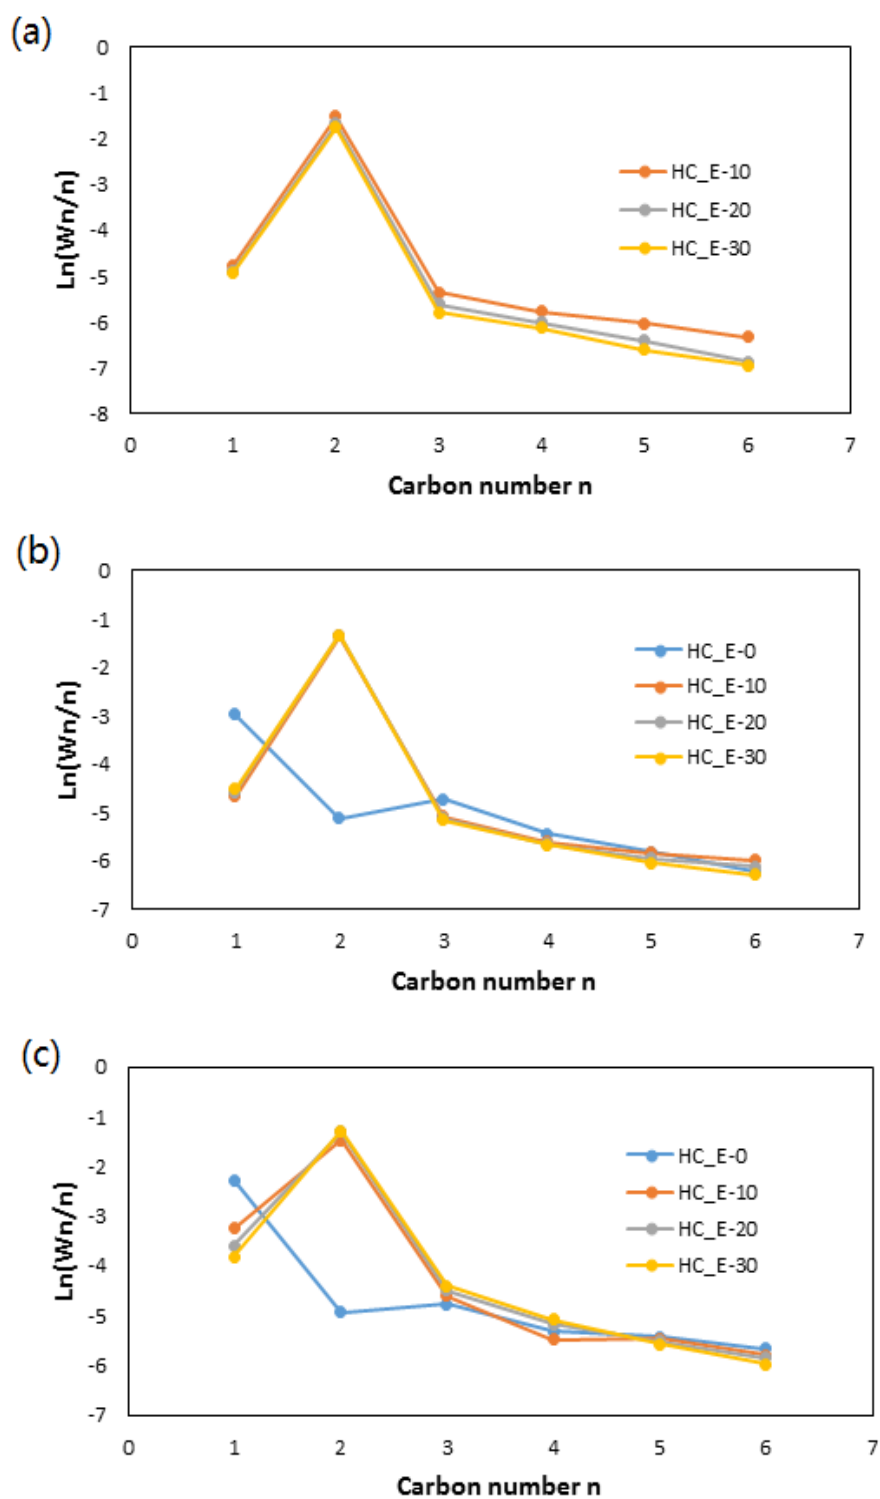 (a)
0
-1
-2
-3
-4
-5
-6
-7
-8
Ln(Wn/n)
HC_E-10
HC_E-20
HC_E-30
0 1 2 3 4 5 6 7
Carbon number n
(b)
0
-1
-2
-3
-4
-5
-6
-7
Ln(Wn/n)
HC_E-0
HC_E-10
HC_E-20
HC_E-30
0 1 2 3 4 5 6 7
Carbon number n
(c)
0
-1
-2
-3
-4
-5
-6
-7
Ln(Wn/n)
HC_E-0
HC_E-10
HC_E-20
HC_E-30
0 1 2 3 4 5 6 7
Carbon number n